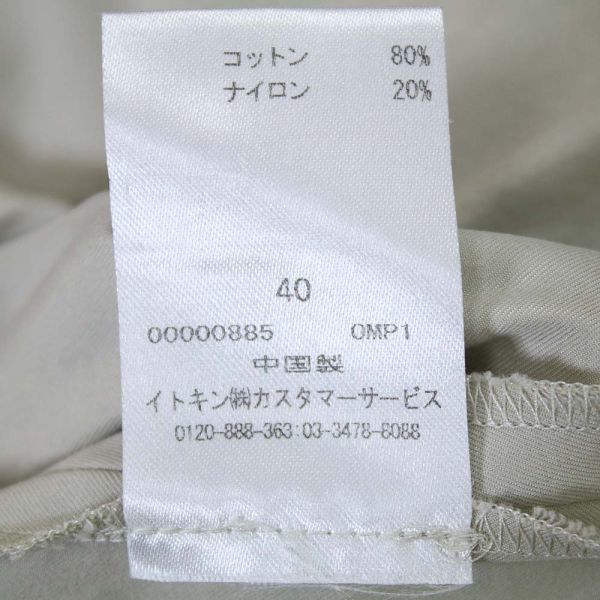 コットン 80%
ナイロン 20%
40
00000885 0MP1
中国製
イトキン㈱カスタマーサービス
0120-888-363:03-3478-8088